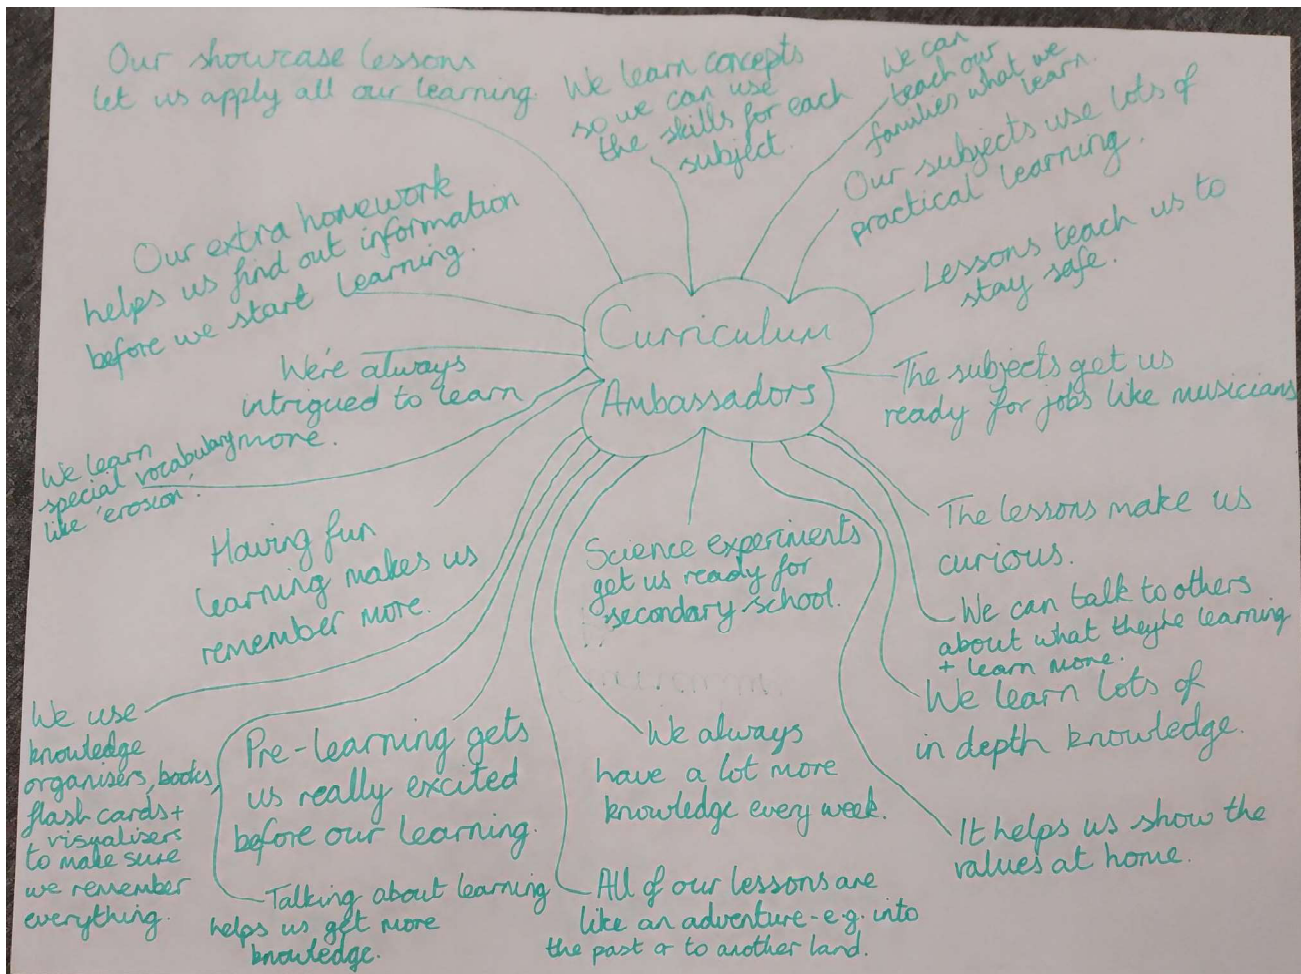 Our showcase lessons
let us apply all our learning.
We learn concepts
so we can use
the skills for each
subject.
We can
teach our
families what we
learn.
Our subjects use lots of
practical learning.
Lessons teach us to
stay safe.
Our extra homework
helps us find out information
before we start learning.
Curriculum
Ambassadors
We're always
intrigued to learn
more.
The subjects get us
ready for jobs like musicians
We learn
special vocabulary
like 'erosion'.
Having fun
learning makes us
remember more.
Science experiments
get us ready for
secondary school.
The lessons make us
curious.
We can talk to others
about what they're learning
+ learn more.
We learn lots of
in depth knowledge.
We use
knowledge
organisers, books,
flash cards +
visualisers
to make sure
we remember
everything.
Pre-learning gets
us really excited
before our learning.
We always
have a lot more
knowledge every week.
It helps us show the
values at home.
Talking about learning
helps us get more
knowledge.
All of our lessons are
like an adventure - e.g. into
the past or to another land.